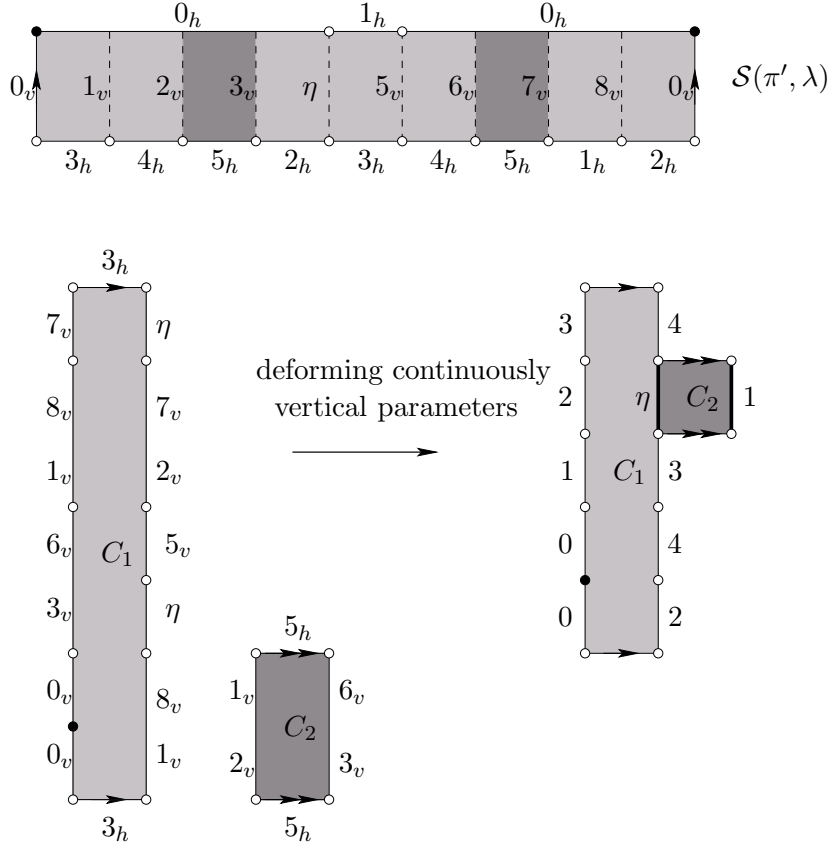 0_h 1_h 0_h
0_v 1_v 2_v 3_v η 5_v 6_v 7_v 8_v 0_v S(π′, λ)
3_h 4_h 5_h 2_h 3_h 4_h 5_h 1_h 2_h
3_h
7_v η 3 4
deforming continuously
8_v 7_v 2 η C_2 1
vertical parameters
1_v 2_v 1 C_1 3
6_v C_1 5_v 0 4
3_v η 5_h 0 2
0_v 8_v 1_v C_2 6_v
0_v 1_v 2_v 3_v
3_h 5_h